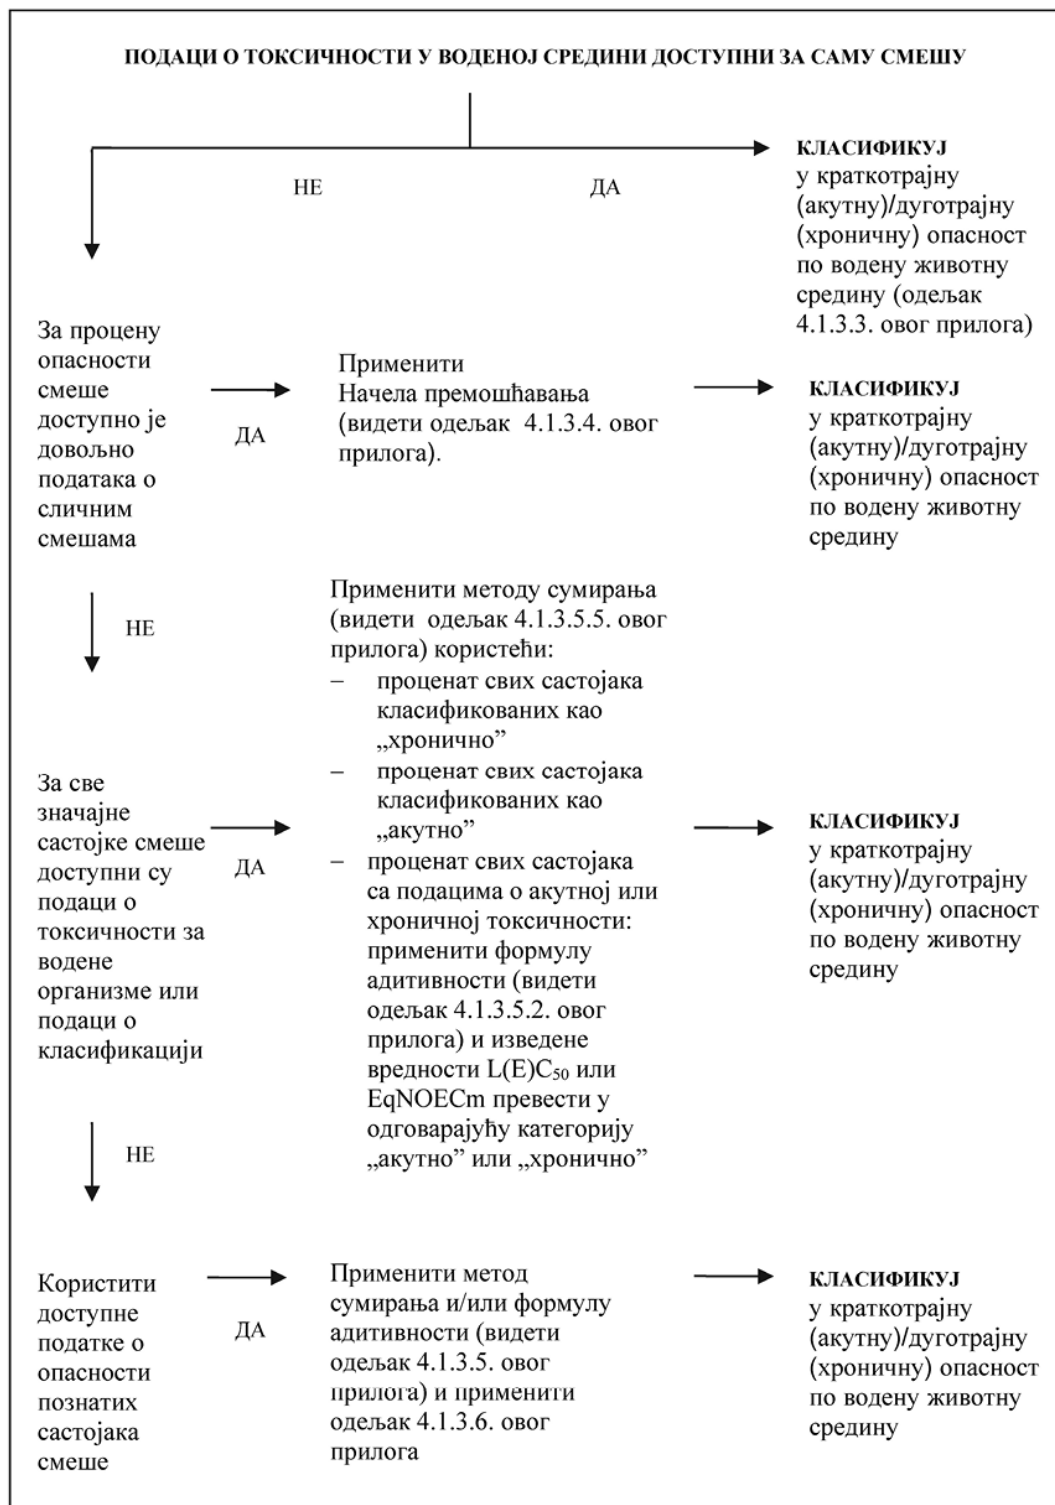 ПОДАЦИ О ТОКСИЧНОСТИ У ВОДЕНОЈ СРЕДИНИ ДОСТУПНИ ЗА САМУ СМЕШУ
НЕ
ДА
КЛАСИФИКУЈ
у краткотрајну
(акутну)/дуготрајну
(хроничну) опасност
по водену животну
средину (одељак
4.1.3.3. овог прилога)
За процену
опасности
смеше
доступно је
довољно
података о
сличним
смешама
ДА
Применити
Начела премошћавања
(видети одељак 4.1.3.4. овог
прилога).
КЛАСИФИКУЈ
у краткотрајну
(акутну)/дуготрајну
(хроничну) опасност
по водену животну
средину
НЕ
За све
значајне
састојке смеше
доступни су
подаци о
токсичности за
водене
организме или
подаци о
класификацији
ДА
Применити методу сумирања
(видети одељак 4.1.3.5.5. овог
прилога) користећи:
– проценат свих састојака
класификованих као
„хронично”
– проценат свих састојака
класификованих као
„акутно”
– проценат свих састојака
са подацима о акутној или
хроничној токсичности:
применити формулу
адитивности (видети
одељак 4.1.3.5.2. овог
прилога) и изведене
вредности L(E)C₅₀ или
EqNOECm превести у
одговарајућу категорију
„акутно” или „хронично”
КЛАСИФИКУЈ
у краткотрајну
(акутну)/дуготрајну
(хроничну) опасност
по водену животну
средину
НЕ
Користити
доступне
податке о
опасности
познатих
састојака
смеше
ДА
Применити метод
сумирања и/или формулу
адитивности (видети
одељак 4.1.3.5. овог
прилога) и применити
одељак 4.1.3.6. овог
прилога
КЛАСИФИКУЈ
у краткотрајну
(акутну)/дуготрајну
(хроничну) опасност
по водену животну
средину